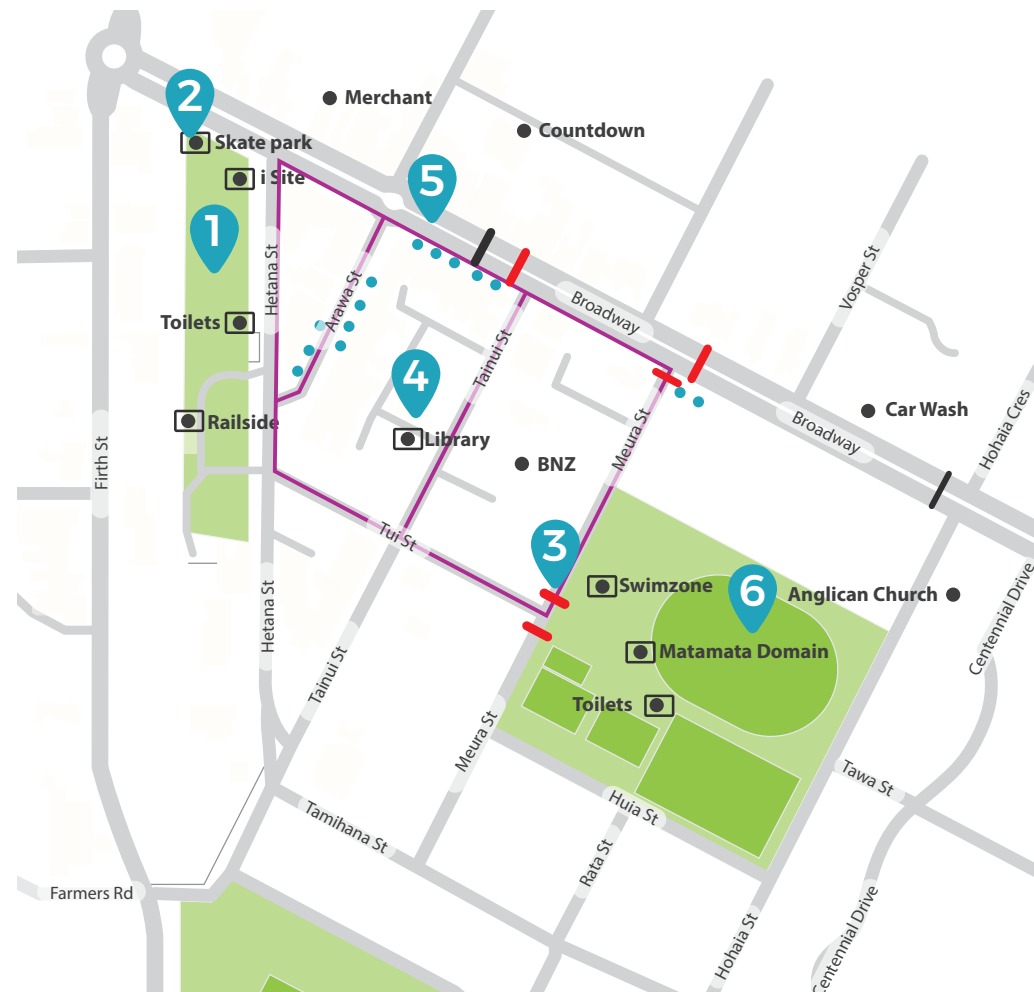 2
Merchant
Skate park
Countdown
i Site
5
1
Hetana St
Arawa St
Vosper St
Broadway
Toilets
Tainui St
4
Hohaia Cres
Car Wash
Railside
Library
Meura St
Broadway
Firth St
BNZ
Tui St
3
Swimzone
6
Anglican Church
Hetana St
Centennial Drive
Matamata Domain
Tainui St
Toilets
Meura St
Tawa St
Huia St
Tamihana St
Rata St
Farmers Rd
Hohaia St
Centennial Drive